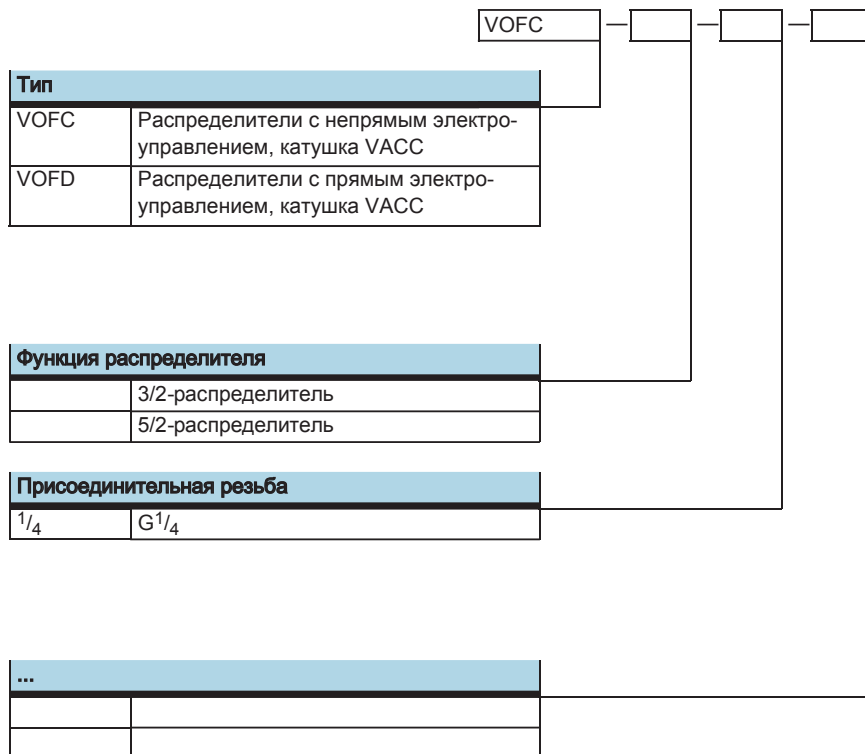 VOFC — — —
Тип
VOFC Распределители с непрямым электро-
управлением, катушка VACC
VOFD Распределители с прямым электро-
управлением, катушка VACC
Функция распределителя
3/2-распределитель
5/2-распределитель
Присоединительная резьба
1/4 G1/4
...